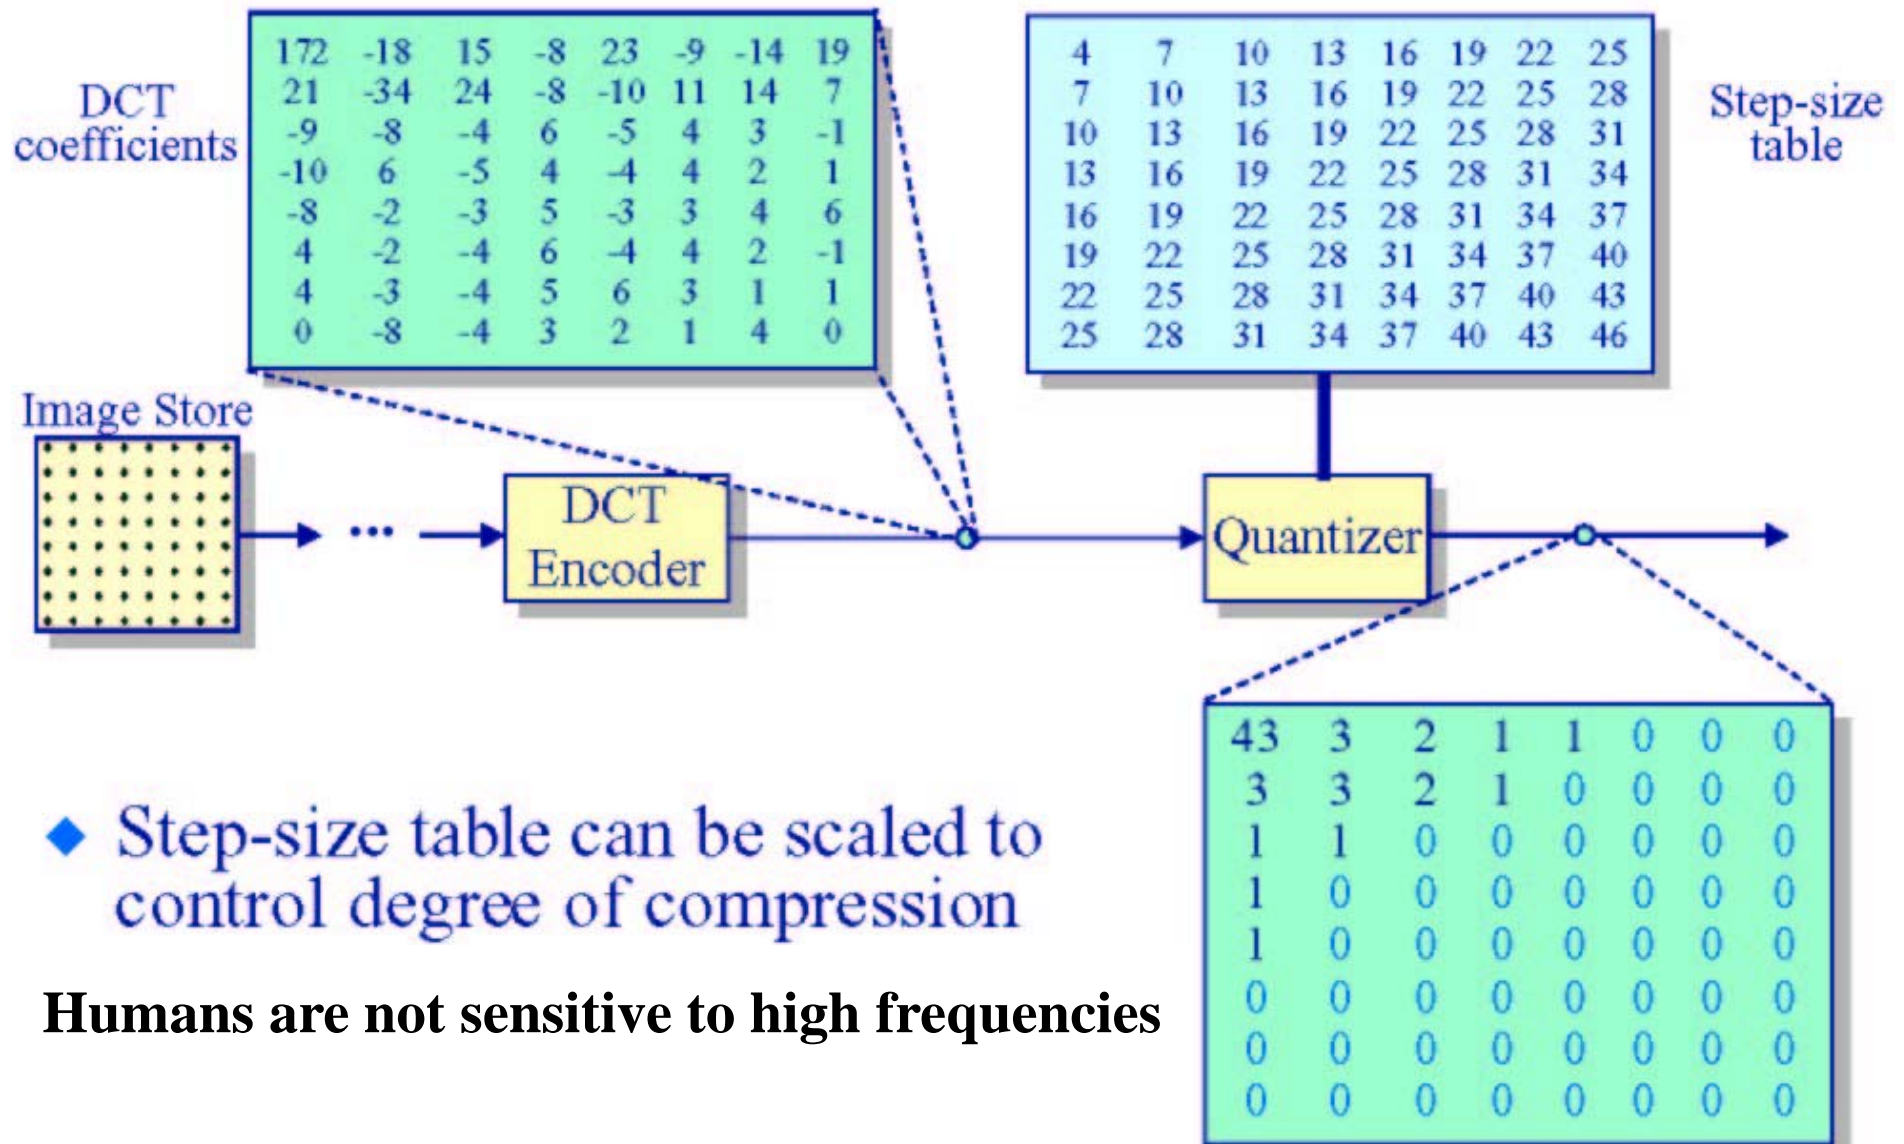 DCT
coefficients
172 -18 15 -8 23 -9 -14 19
21 -34 24 -8 -10 11 14 7
-9 -8 -4 6 -5 4 3 -1
-10 6 -5 4 -4 4 2 1
-8 -2 -3 5 -3 3 4 6
4 -2 -4 6 -4 4 2 -1
4 -3 -4 5 6 3 1 1
0 -8 -4 3 2 1 4 0
4 7 10 13 16 19 22 25
7 10 13 16 19 22 25 28
10 13 16 19 22 25 28 31
13 16 19 22 25 28 31 34
16 19 22 25 28 31 34 37
19 22 25 28 31 34 37 40
22 25 28 31 34 37 40 43
25 28 31 34 37 40 43 46
Step-size
table
Image Store
...
DCT
Encoder
Quantizer
43 3 2 1 1 0 0 0
3 3 2 1 0 0 0 0
1 1 0 0 0 0 0 0
1 0 0 0 0 0 0 0
1 0 0 0 0 0 0 0
0 0 0 0 0 0 0 0
0 0 0 0 0 0 0 0
0 0 0 0 0 0 0 0
◆ Step-size table can be scaled to
control degree of compression
Humans are not sensitive to high frequencies